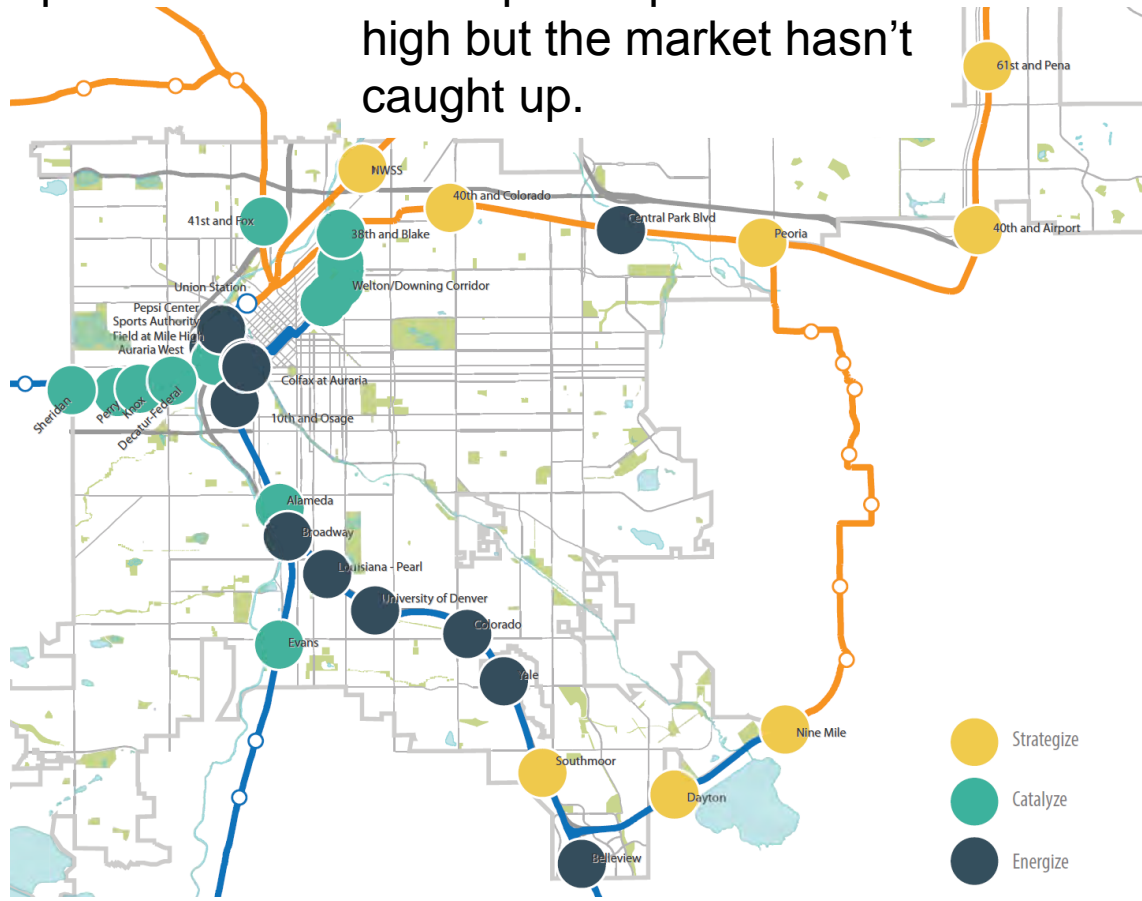 high but the market hasn’t
caught up.
61st and Pena
NWSS
40th and Colorado
41st and Fox
38th and Blake
Central Park Blvd
Peoria
40th and Airport
Union Station
Welton/Downing Corridor
Pepsi Center
Sports Authority
Field at Mile High
Auraria West
Colfax at Auraria
Sheridan
Perry
Knox
Decatur-Federal
10th and Osage
Alameda
Broadway
Louisiana - Pearl
University of Denver
Colorado
Evans
Yale
Nine Mile
Southmoor
Dayton
Belleview
Strategize
Catalyze
Energize